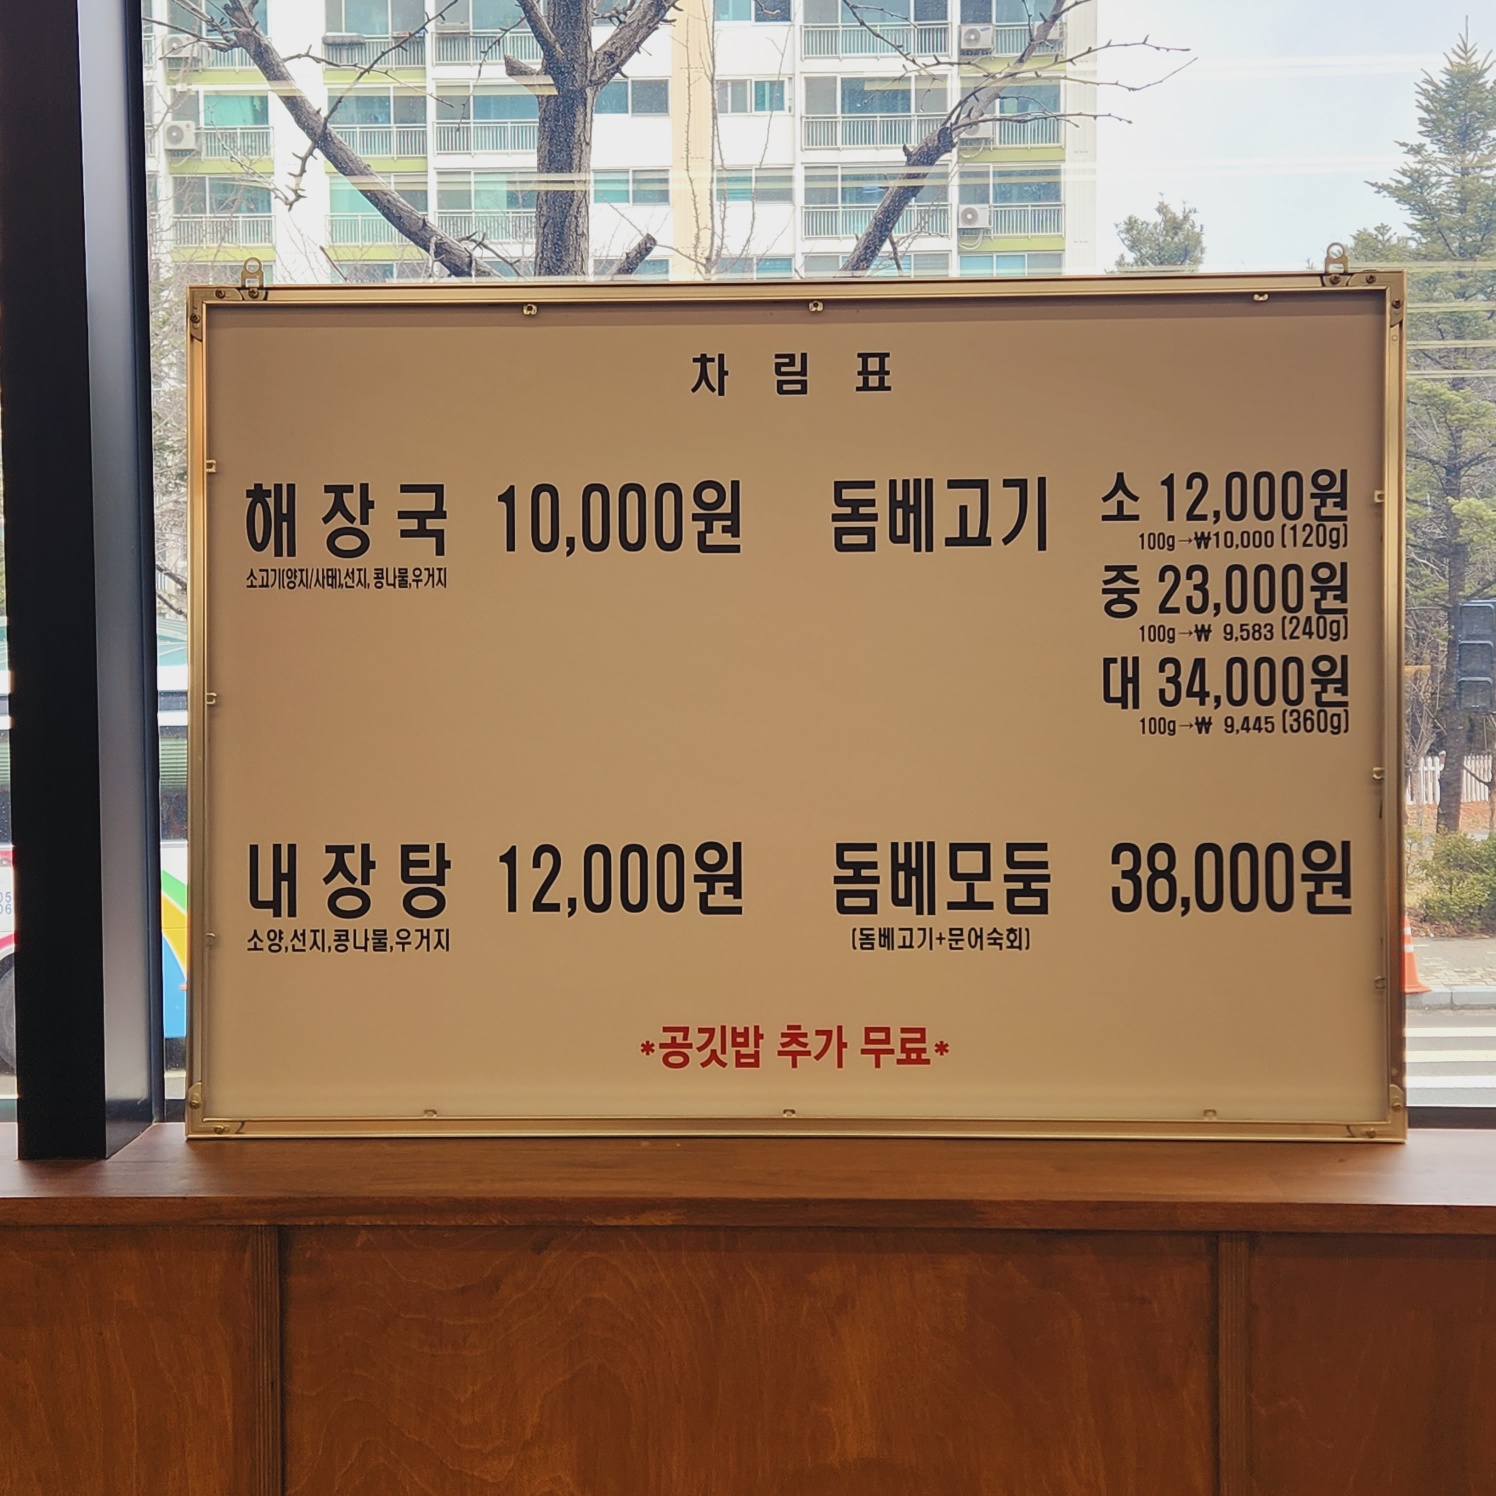 차 림 표
해 장 국 10,000원
소고기(양지/사태),선지, 콩나물,우거지
돔베고기 소 12,000원
100g→₩10,000 (120g)
중 23,000원
100g→₩ 9,583 (240g)
대 34,000원
100g→₩ 9,445 (360g)
내 장 탕 12,000원
소양,선지,콩나물,우거지
돔베모둠 38,000원
(돔베고기+문어숙회)
*공깃밥 추가 무료*